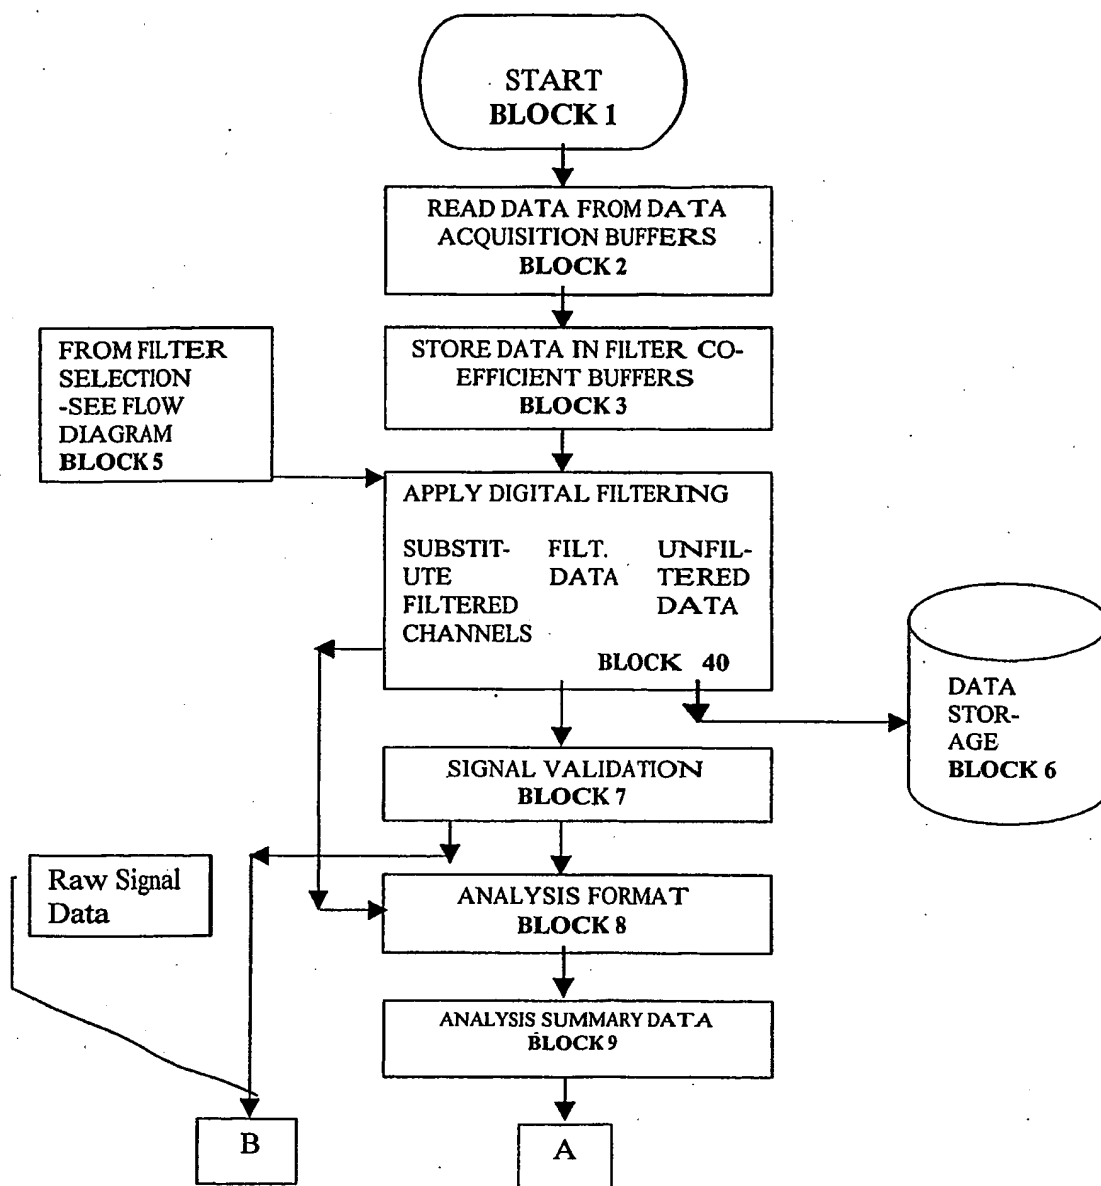 START
BLOCK 1
READ DATA FROM DATA
ACQUISITION BUFFERS
BLOCK 2
FROM FILTER
SELECTION
-SEE FLOW
DIAGRAM
BLOCK 5
STORE DATA IN FILTER CO-
EFFICIENT BUFFERS
BLOCK 3
APPLY DIGITAL FILTERING
SUBSTIT-
UTE
FILTERED
CHANNELS
FILT.
DATA
UNFIL-
TERED
DATA
BLOCK 40
DATA
STOR-
AGE
BLOCK 6
SIGNAL VALIDATION
BLOCK 7
Raw Signal
Data
ANALYSIS FORMAT
BLOCK 8
ANALYSIS SUMMARY DATA
BLOCK 9
B
A